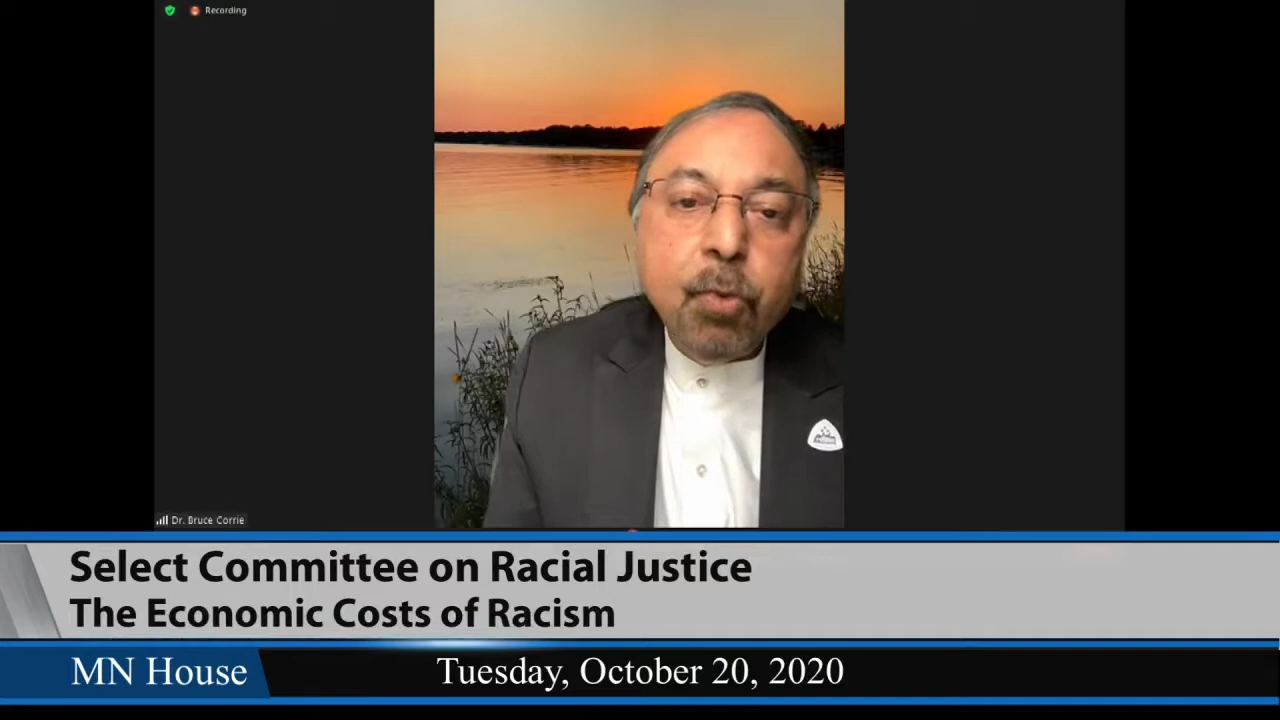 Recording
Dr. Bruce Corrie
Select Committee on Racial Justice
The Economic Costs of Racism
MN House
Tuesday, October 20, 2020